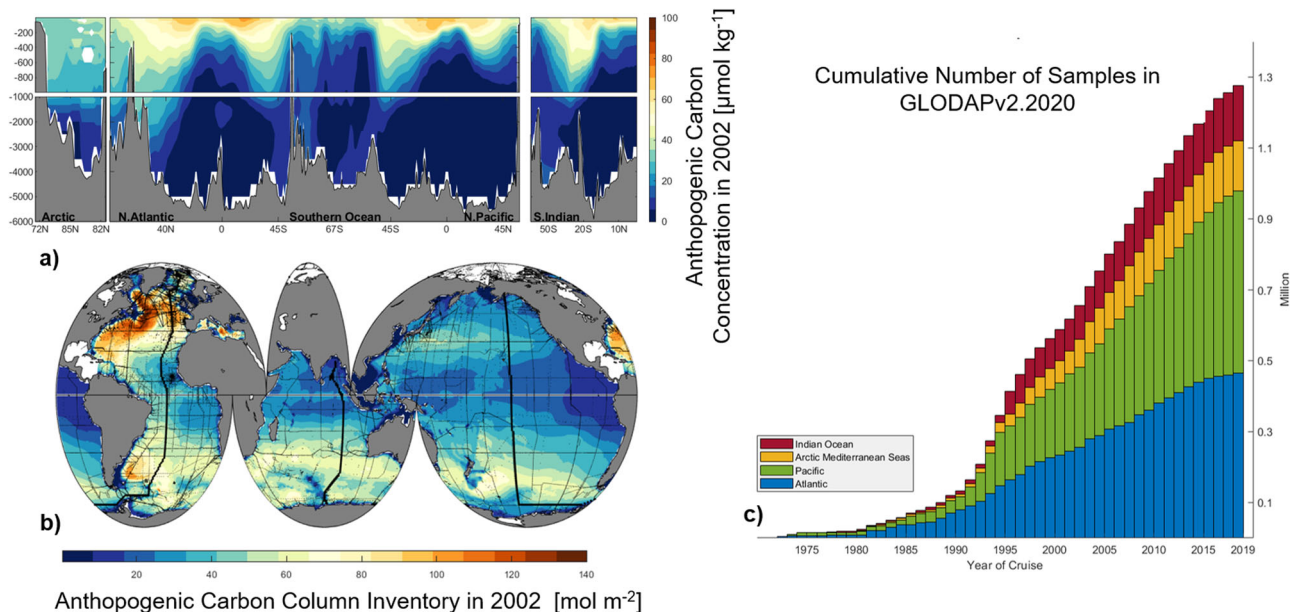 -200
-400
-600
-800
-1000
-2000
-3000
-4000
-5000
-6000
Arctic
N.Atlantic
Southern Ocean
N.Pacific
S.Indian
72N 85N 82N 40N 0 45S 67S 45S 0 45N 50S 20S 10N
100
80
60
40
20
0
Anthopogenic Carbon
Concentration in 2002 [µmol kg-1]
a)
b)
20 40 60 80 100 120 140
Anthopogenic Carbon Column Inventory in 2002 [mol m-2]
Cumulative Number of Samples in
GLODAPv2.2020
1.3
1.1
0.9
0.7
0.5
0.3
0.1
Million
Indian Ocean
Arctic Mediterranean Seas
Pacific
Atlantic
c)
1975 1980 1985 1990 1995 2000 2005 2010 2015 2019
Year of Cruise